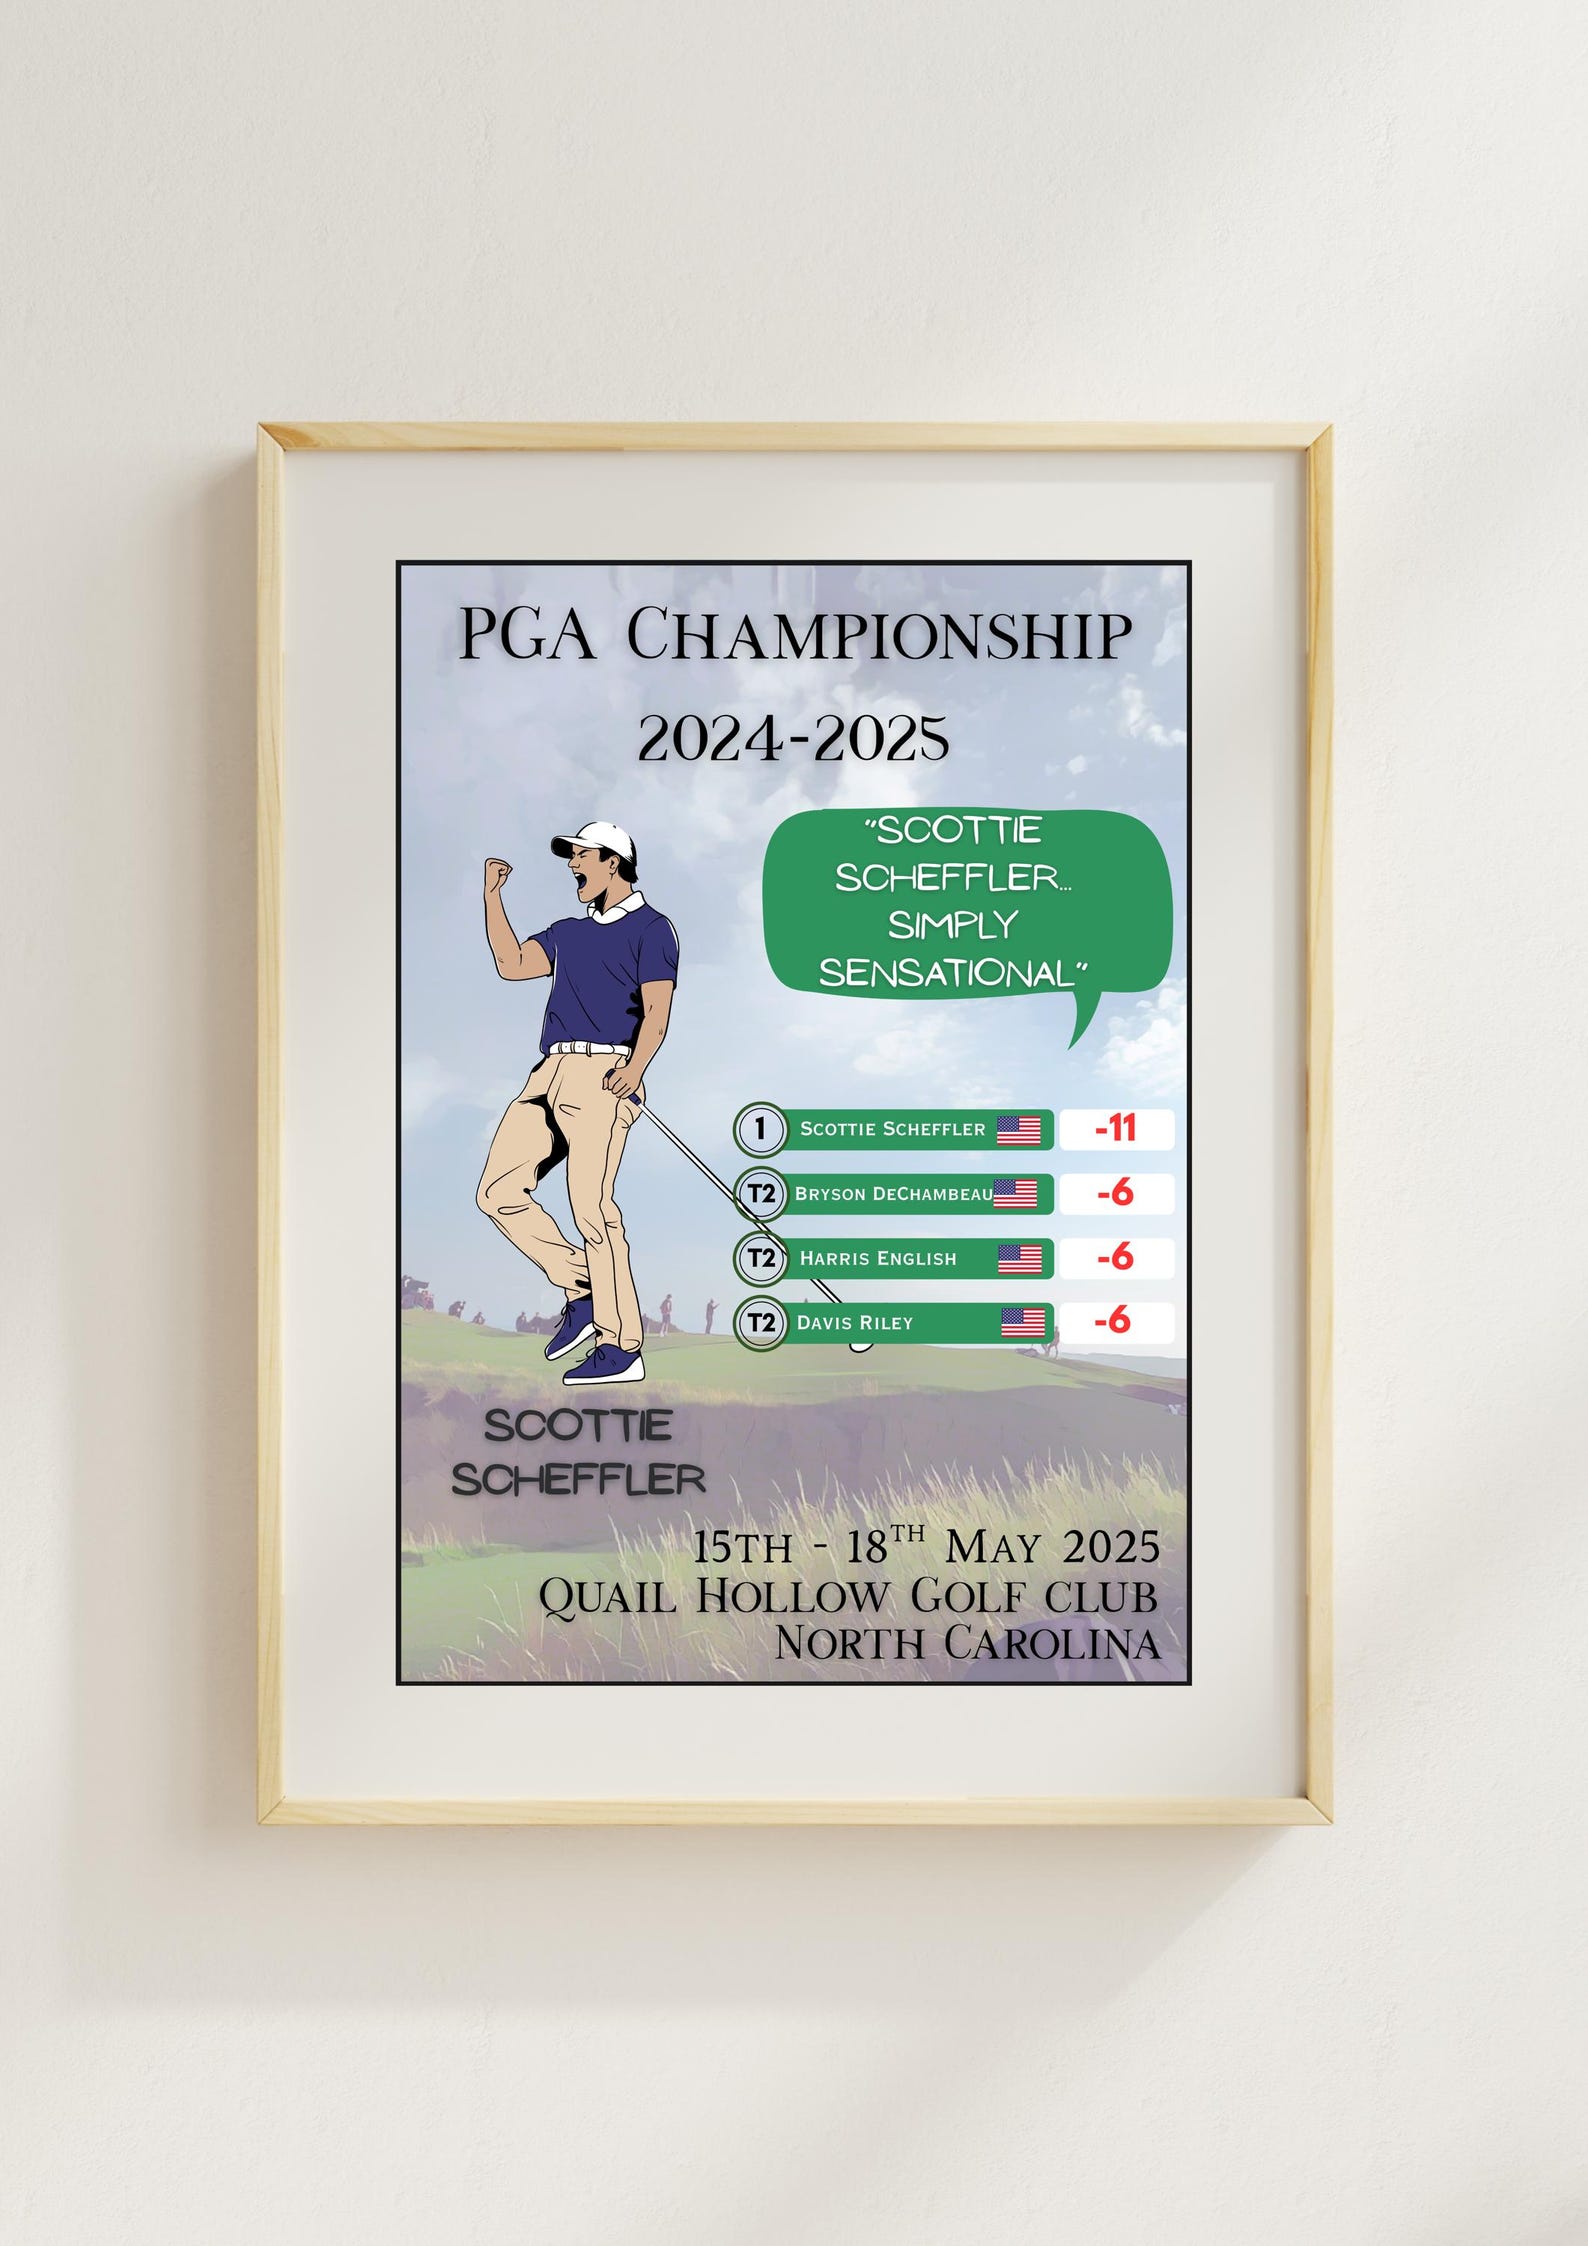 PGA Championship
2024-2025
"SCOTTIE
SCHEFFLER...
SIMPLY
SENSATIONAL"
1 Scottie Scheffler -11
T2 Bryson DeChambeau -6
T2 Harris English -6
T2 Davis Riley -6
SCOTTIE
SCHEFFLER
15th - 18th May 2025
Quail Hollow Golf club
North Carolina